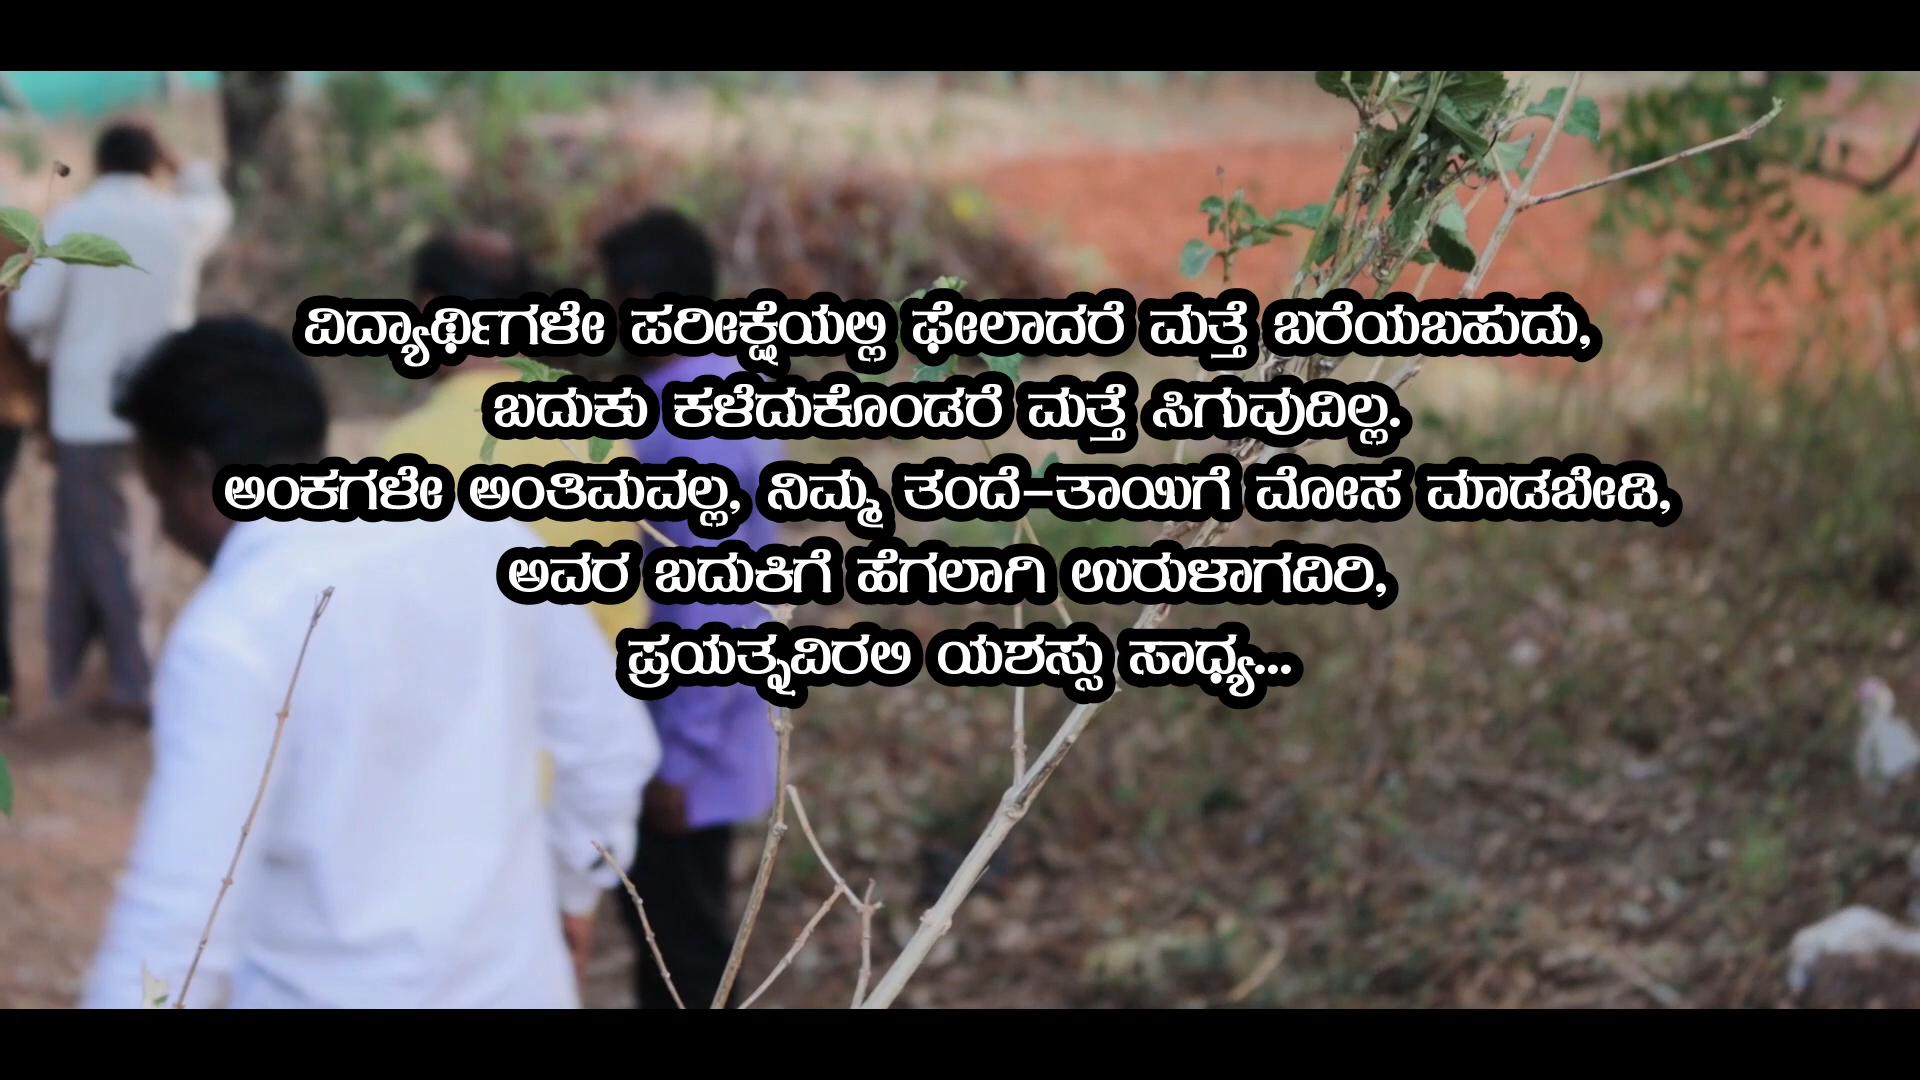 ವಿದ್ಯಾರ್ಥಿಗಳೇ ಪರೀಕ್ಷೆಯಲ್ಲಿ ಫೇಲಾದರೆ ಮತ್ತೆ ಬರೆಯಬಹುದು,
ಬದುಕು ಕಳೆದುಕೊಂಡರೆ ಮತ್ತೆ ಸಿಗುವುದಿಲ್ಲ.
ಅಂಕಗಳೇ ಅಂತಿಮವಲ್ಲ, ನಿಮ್ಮ ತಂದೆ-ತಾಯಿಗೆ ಮೋಸ ಮಾಡಬೇಡಿ,
ಅವರ ಬದುಕಿಗೆ ಹೆಗಲಾಗಿ ಉರುಳಾಗದಿರಿ,
ಪ್ರಯತ್ನವಿರಲಿ ಯಶಸ್ಸು ಸಾಧ್ಯ...